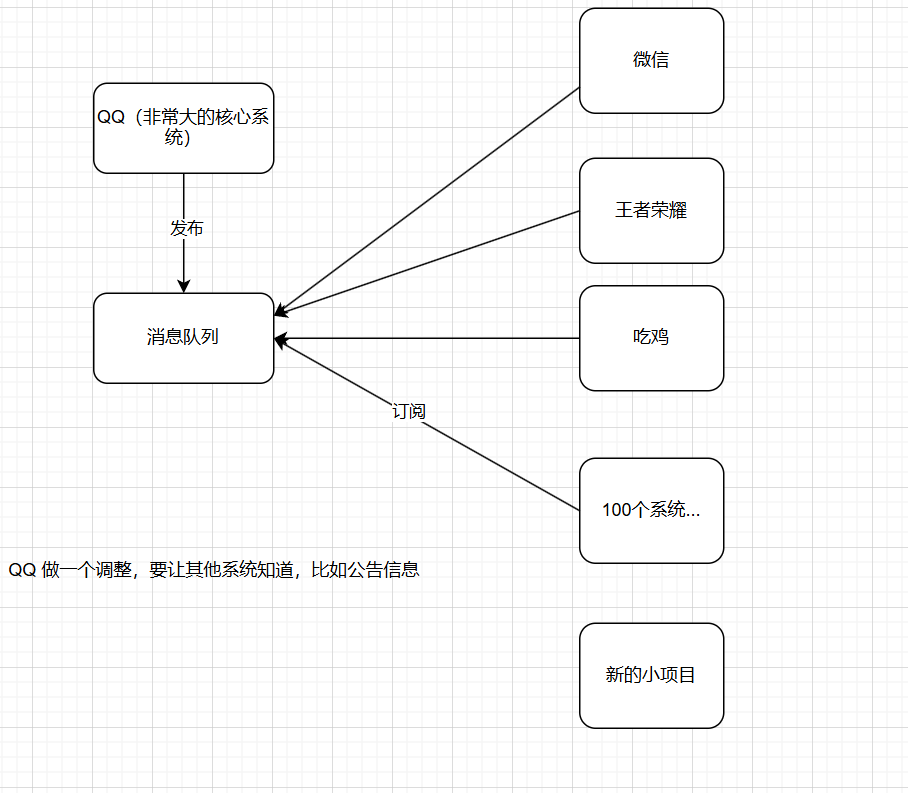 微信
QQ（非常大的核心系
统）
王者荣耀
发布
消息队列
吃鸡
订阅
100个系统...
QQ 做一个调整，要让其他系统知道，比如公告信息
新的小项目